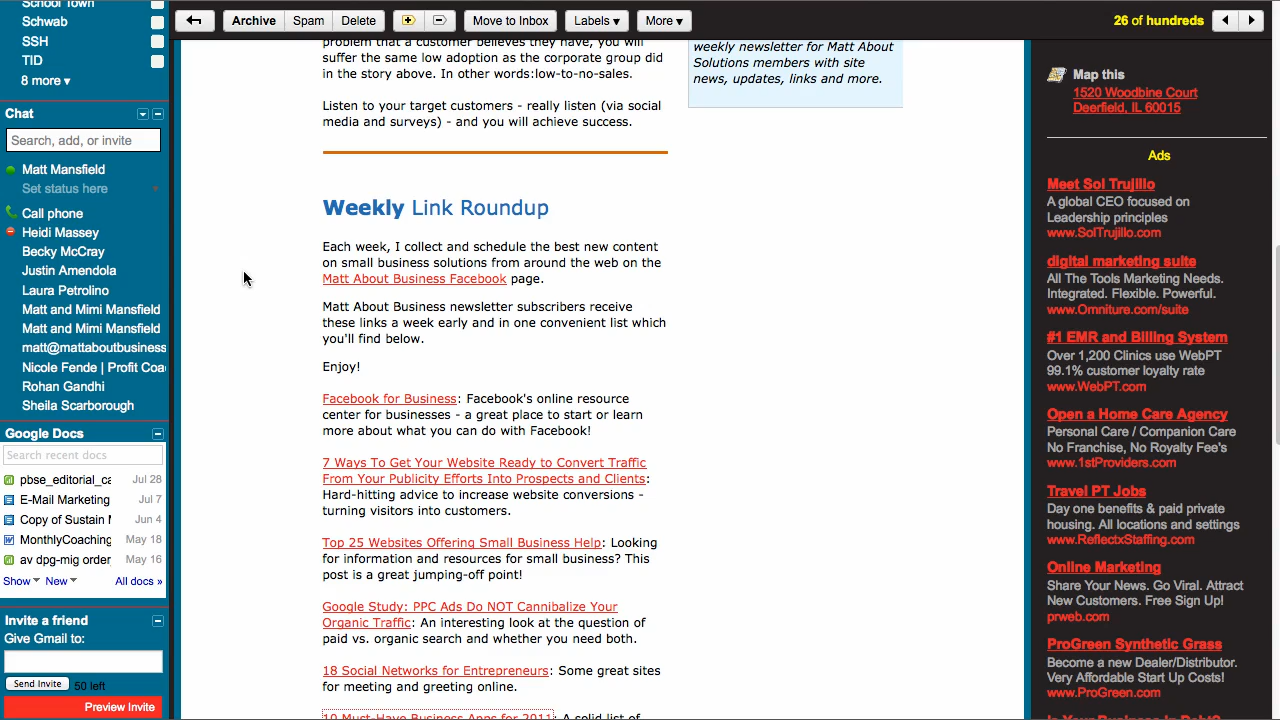 School Town
Schwab
SSH
TID
8 more ▾
Chat
Search, add, or invite
Matt Mansfield
Set status here
Call phone
Heidi Massey
Becky McCray
Justin Amendola
Laura Petrolino
Matt and Mimi Mansfield
Matt and Mimi Mansfield
matt@mattaboutbusiness
Nicole Fende | Profit Coa
Rohan Gandhi
Sheila Scarborough
Google Docs
Search recent docs
pbse_editorial_ca Jul 28
E-Mail Marketing Jul 7
Copy of Sustain Jun 4
MonthlyCoaching May 18
av dpg-mig order May 16
Show ▾ New ▾ All docs »
Invite a friend
Give Gmail to:
Send Invite 50 left
Preview Invite
Archive Spam Delete Move to Inbox Labels ▾ More ▾ 26 of hundreds
problem that a customer believes they have, you will
suffer the same low adoption as the corporate group did
in the story above. In other words:low-to-no-sales.
Listen to your target customers - really listen (via social
media and surveys) - and you will achieve success.
weekly newsletter for Matt About
Solutions members with site
news, updates, links and more.
Weekly Link Roundup
Each week, I collect and schedule the best new content
on small business solutions from around the web on the
Matt About Business Facebook page.
Matt About Business newsletter subscribers receive
these links a week early and in one convenient list which
you'll find below.
Enjoy!
Facebook for Business: Facebook's online resource
center for businesses - a great place to start or learn
more about what you can do with Facebook!
7 Ways To Get Your Website Ready to Convert Traffic
From Your Publicity Efforts Into Prospects and Clients:
Hard-hitting advice to increase website conversions -
turning visitors into customers.
Top 25 Websites Offering Small Business Help: Looking
for information and resources for small business? This
post is a great jumping-off point!
Google Study: PPC Ads Do NOT Cannibalize Your
Organic Traffic: An interesting look at the question of
paid vs. organic search and whether you need both.
18 Social Networks for Entrepreneurs: Some great sites
for meeting and greeting online.
10 Must-Have Business Apps for 2011: A solid list of
Map this
1520 Woodbine Court
Deerfield, IL 60015
Ads
Meet Sol Trujillo
A global CEO focused on
Leadership principles
www.SolTrujillo.com
digital marketing suite
All The Tools Marketing Needs.
Integrated. Flexible. Powerful.
www.Omniture.com/suite
#1 EMR and Billing System
Over 1,200 Clinics use WebPT
99.1% customer loyalty rate
www.WebPT.com
Open a Home Care Agency
Personal Care / Companion Care
No Franchise, No Royalty Fee's
www.1stProviders.com
Travel PT Jobs
Day one benefits & paid private
housing. All locations and settings
www.ReflectxStaffing.com
Online Marketing
Share Your News. Go Viral. Attract
New Customers. Free Sign Up!
prweb.com
ProGreen Synthetic Grass
Become a new Dealer/Distributor.
Very Affordable Start Up Costs!
www.ProGreen.com
Is Your Business In Debt?